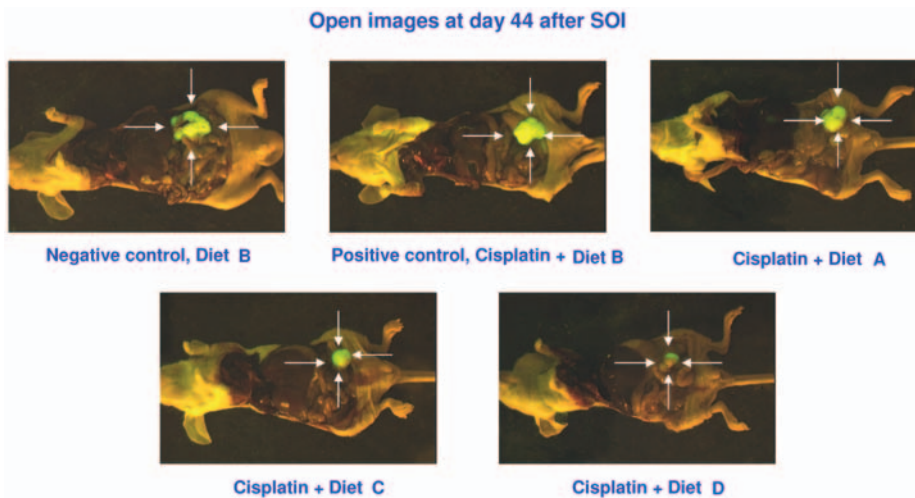 Open images at day 44 after SOI
Negative control, Diet B
Positive control, Cisplatin + Diet B
Cisplatin + Diet A
Cisplatin + Diet C
Cisplatin + Diet D